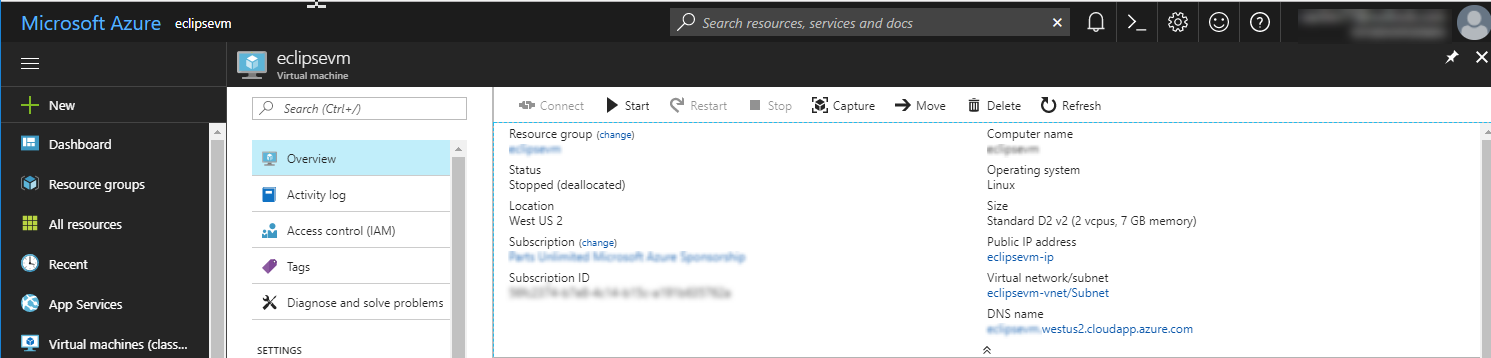 Microsoft Azure eclipsevm
Search resources, services and docs
eclipsevm
Virtual machine
New
Dashboard
Resource groups
All resources
Recent
App Services
Virtual machines (class...
Search (Ctrl+/)
Overview
Activity log
Access control (IAM)
Tags
Diagnose and solve problems
SETTINGS
Connect Start Restart Stop Capture Move Delete Refresh
Resource group (change)
eclipsevm
Status
Stopped (deallocated)
Location
West US 2
Subscription (change)
Parts Unlimited Microsoft Azure Sponsorship
Subscription ID
Computer name
eclipsevm
Operating system
Linux
Size
Standard D2 v2 (2 vcpus, 7 GB memory)
Public IP address
eclipsevm-ip
Virtual network/subnet
eclipsevm-vnet/Subnet
DNS name
eclipsevm.westus2.cloudapp.azure.com